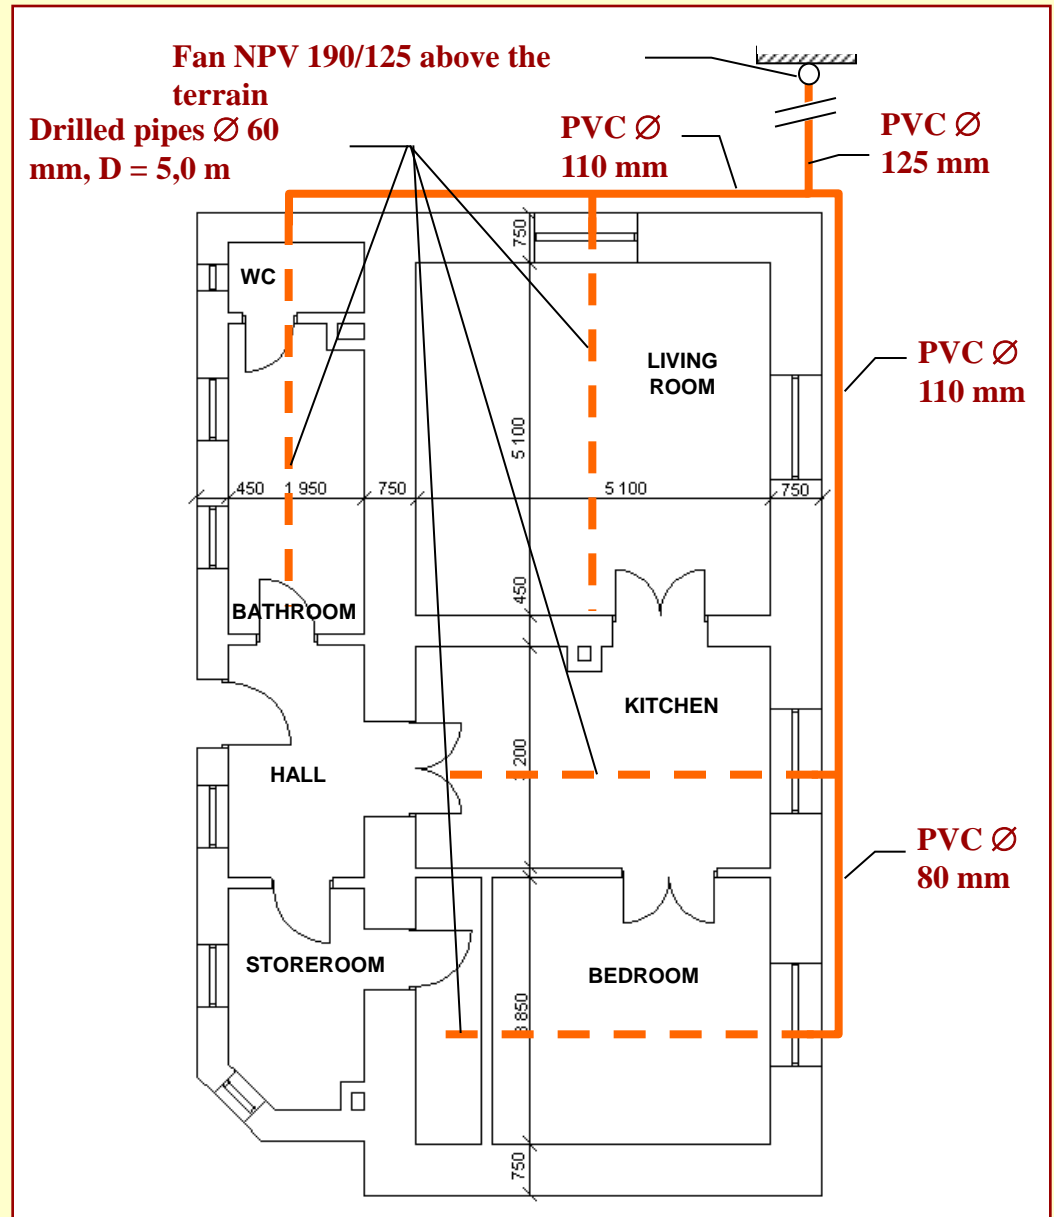 Fan NPV 190/125 above the
terrain
Drilled pipes ∅ 60
mm, D = 5,0 m
PVC ∅
110 mm
PVC ∅
125 mm
750
WC
LIVING
ROOM
PVC ∅
110 mm
5 100
450
1 950
750
5 100
750
450
BATHROOM
KITCHEN
200
HALL
PVC ∅
80 mm
STOREROOM
BEDROOM
850
750